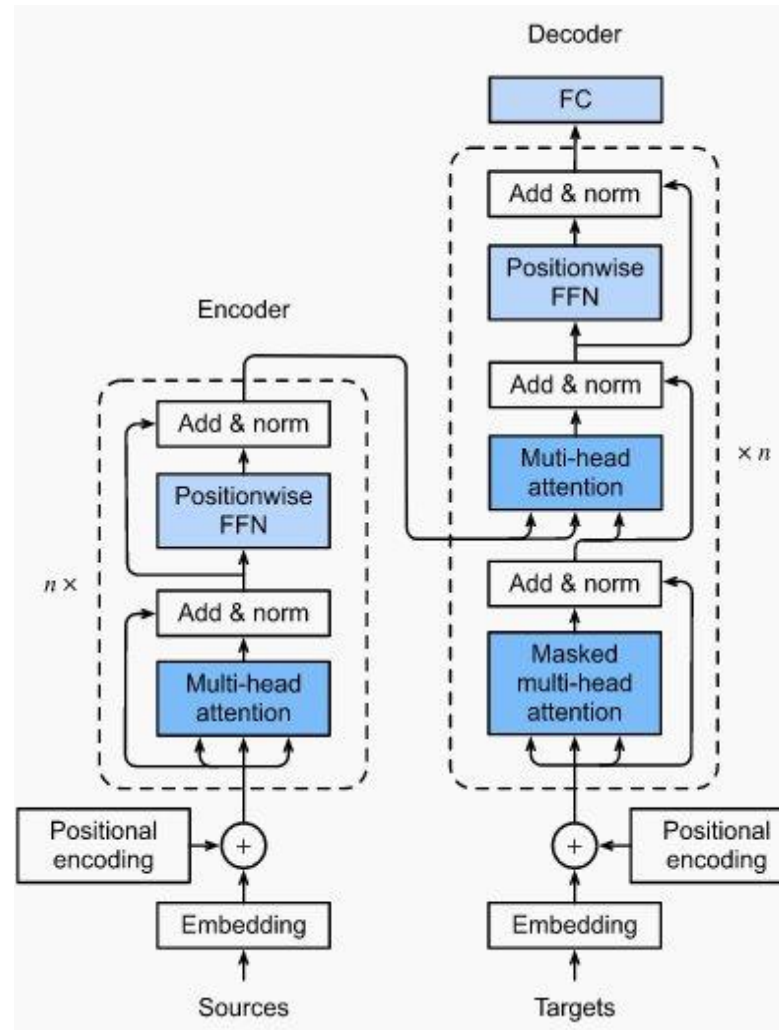 Decoder
FC
Add & norm
Positionwise
FFN
Encoder
Add & norm
Add & norm
Muti-head
attention
× n
Positionwise
FFN
n ×
Add & norm
Add & norm
Multi-head
attention
Masked
multi-head
attention
Positional
encoding
+
+
Positional
encoding
Embedding
Embedding
Sources
Targets